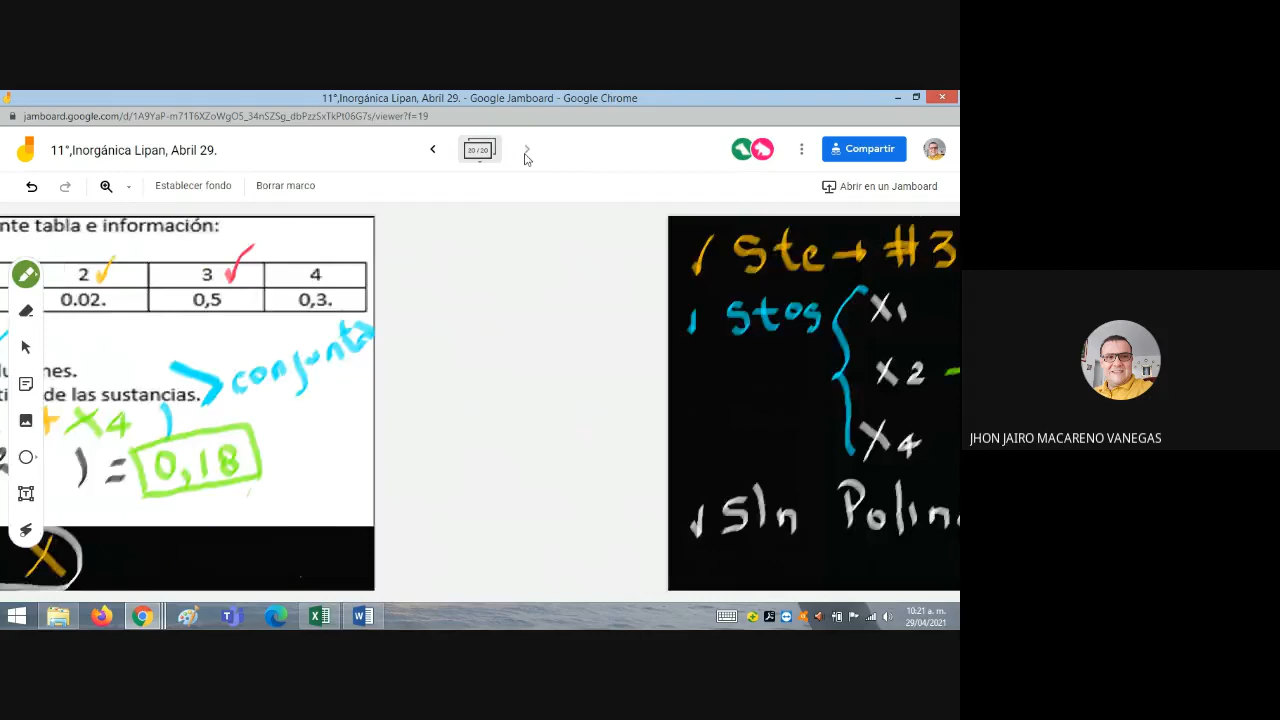 11°,Inorgánica Lipan, Abríl 29. - Google Jamboard - Google Chrome
jamboard.google.com/d/1A9YaP-m71T6XZoWgO5_34nSZSg_dbPzzSxTkPt06G7s/viewer?f=19
11°,Inorgánica Lipan, Abríl 29.
20 / 20
Compartir
Establecer fondo
Borrar marco
Abrir en un Jamboard
nte tabla e información:
2 3 4
0.02. 0,5 0,3.
nes.
> conjunta
de las sustancias.
+ X4
) = 0,18
X
✓ Ste → #3
stos { X1
X2 -
X4
✓ Sln Polin
JHON JAIRO MACARENO VANEGAS
10:21 a. m.
29/04/2021